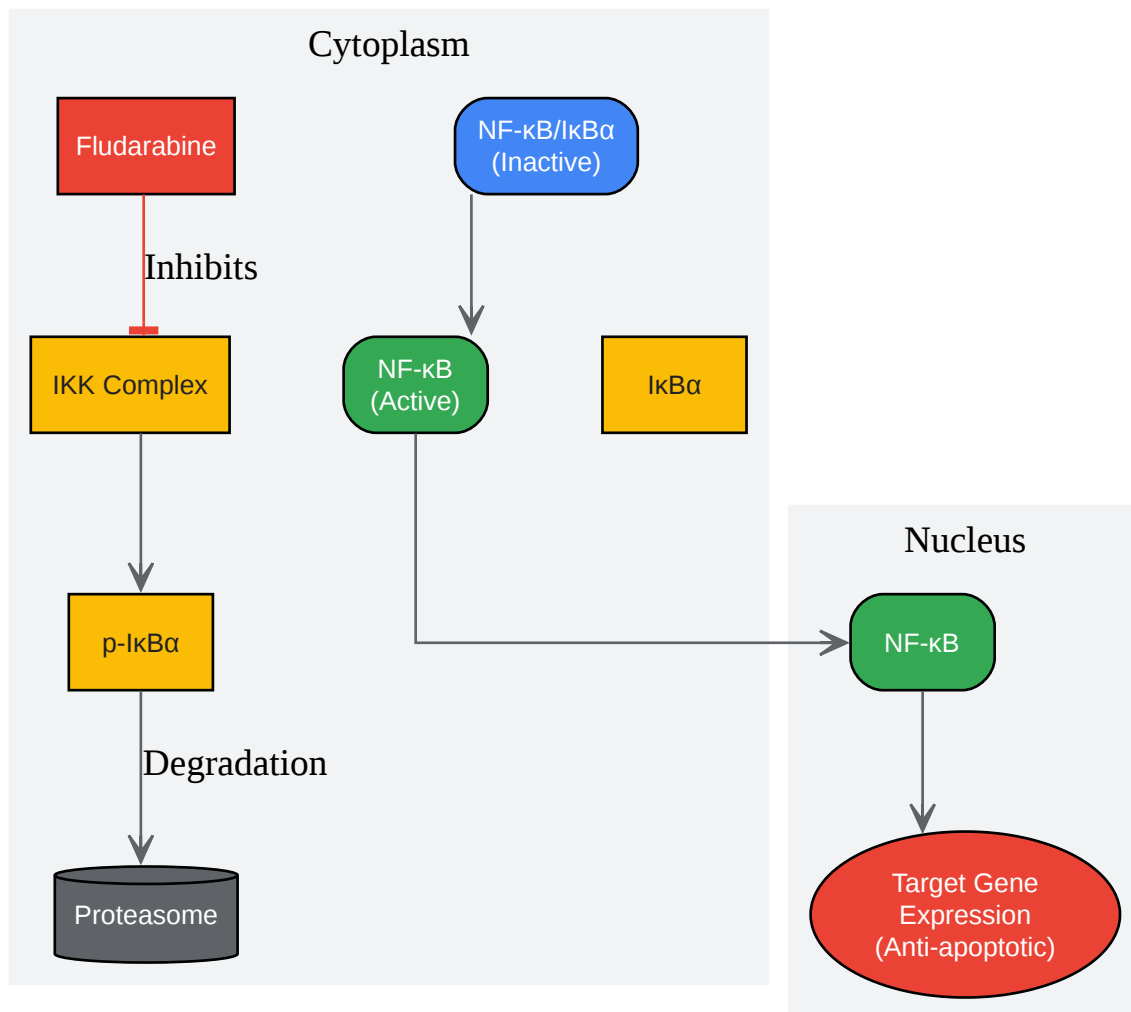 Cytoplasm
Fludarabine
NF-κB/IκBα
(Inactive)
Inhibits
IKK Complex
NF-κB
(Active)
IκBα
Nucleus
p-IκBα
NF-κB
Degradation
Proteasome
Target Gene
Expression
(Anti-apoptotic)